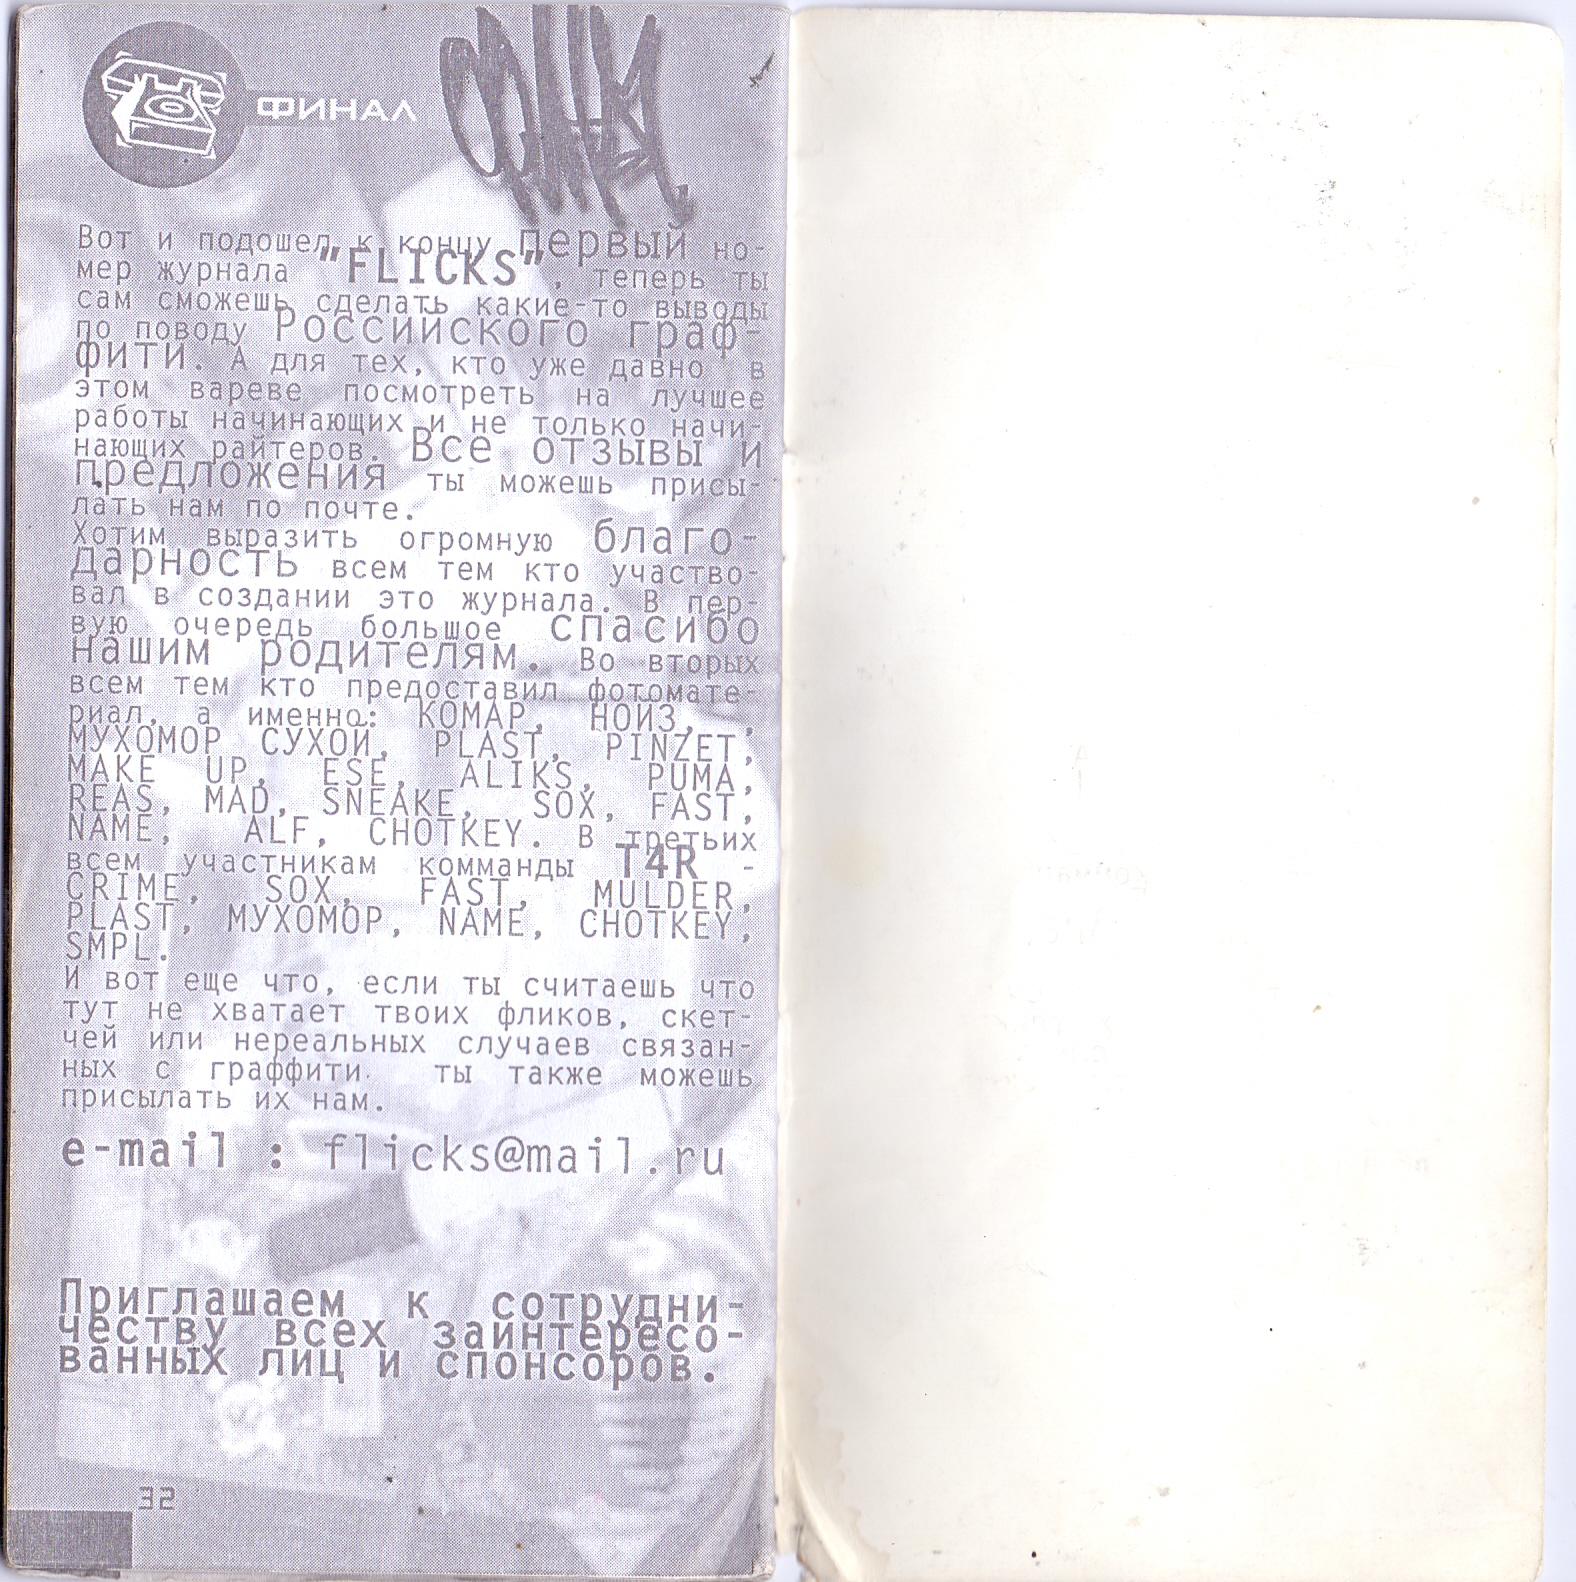 ФИНАЛ
Вот и подошел к концу первый но-
мер журнала "FLICKS", теперь ты
сам сможешь сделать какие-то выводы
по поводу Российского граф-
фити. А для тех, кто уже давно в
этом вареве посмотреть на лучшее
работы начинающих и не только начи-
нающих райтеров. Все отзывы и
предложения ты можешь присы-
лать нам по почте.
Хотим выразить огромную благо-
дарность всем тем кто участво-
вал в создании это журнала. В пер-
вую очередь большое спасибо
нашим родителям. Во вторых
всем тем кто предоставил фотомате-
риал, а именно: КОМАР, НОИЗ, ,
МУХОМОР СУХОЙ, PLAST, PINZET,
MAKE UP, ESE, ALIKS, PUMA,
REAS, MAD, SNEAKE, SOX, FAST,
NAME, ALF, CHOTKEY. В третьих
всем участникам комманды T4R -
CRIME, SOX, FAST, MULDER,
PLAST, МУХОМОР, NAME, CHOTKEY,
SMPL.
И вот еще что, если ты считаешь что
тут не хватает твоих фликов, скет-
чей или нереальных случаев связан-
ных с граффити. ты также можешь
присылать их нам.
e-mail : flicks@mail.ru
Приглашаем к сотрудни-
честву всех заинтересо-
ванных лиц и спонсоров.
32